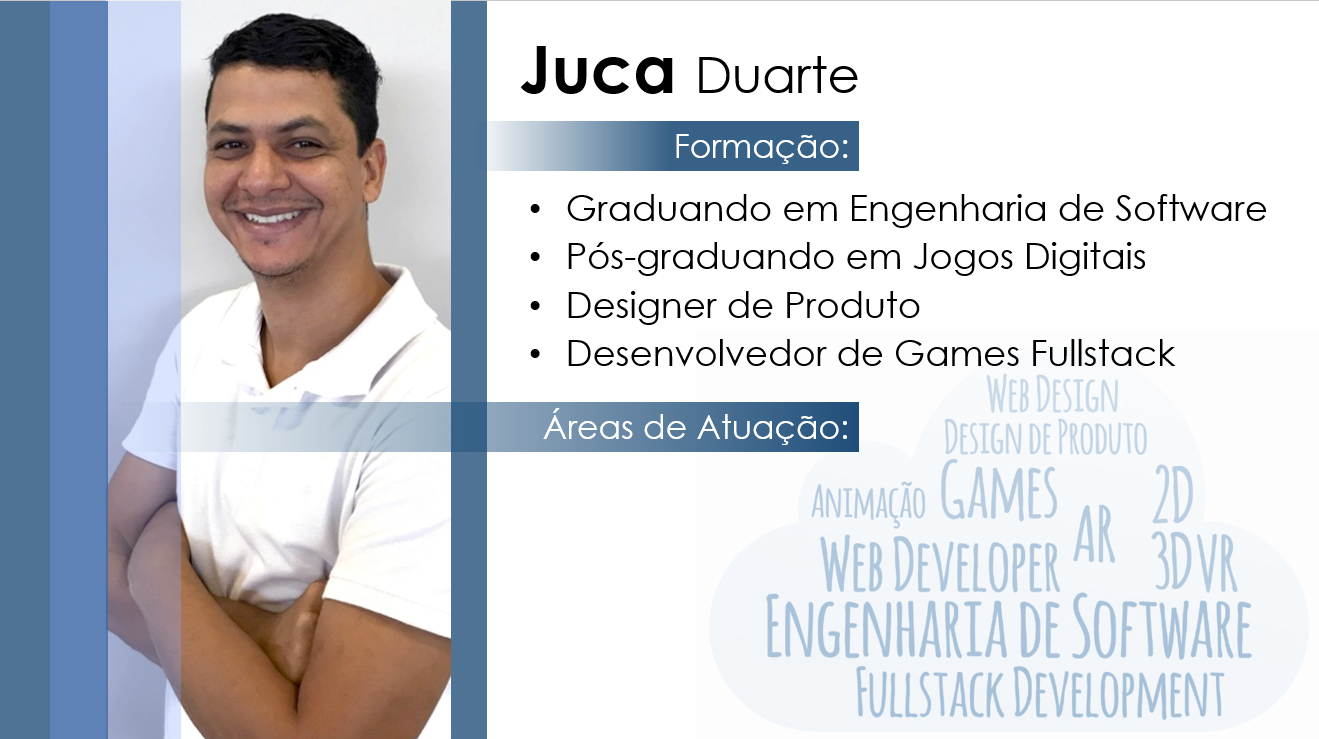 Juca Duarte
Formação:
• Graduando em Engenharia de Software
• Pós-graduando em Jogos Digitais
• Designer de Produto
• Desenvolvedor de Games Fullstack
Áreas de Atuação:
Web Design
Design de Produto
Animação Games AR 2D
Web Developer 3D VR
Engenharia de Software
Fullstack Development